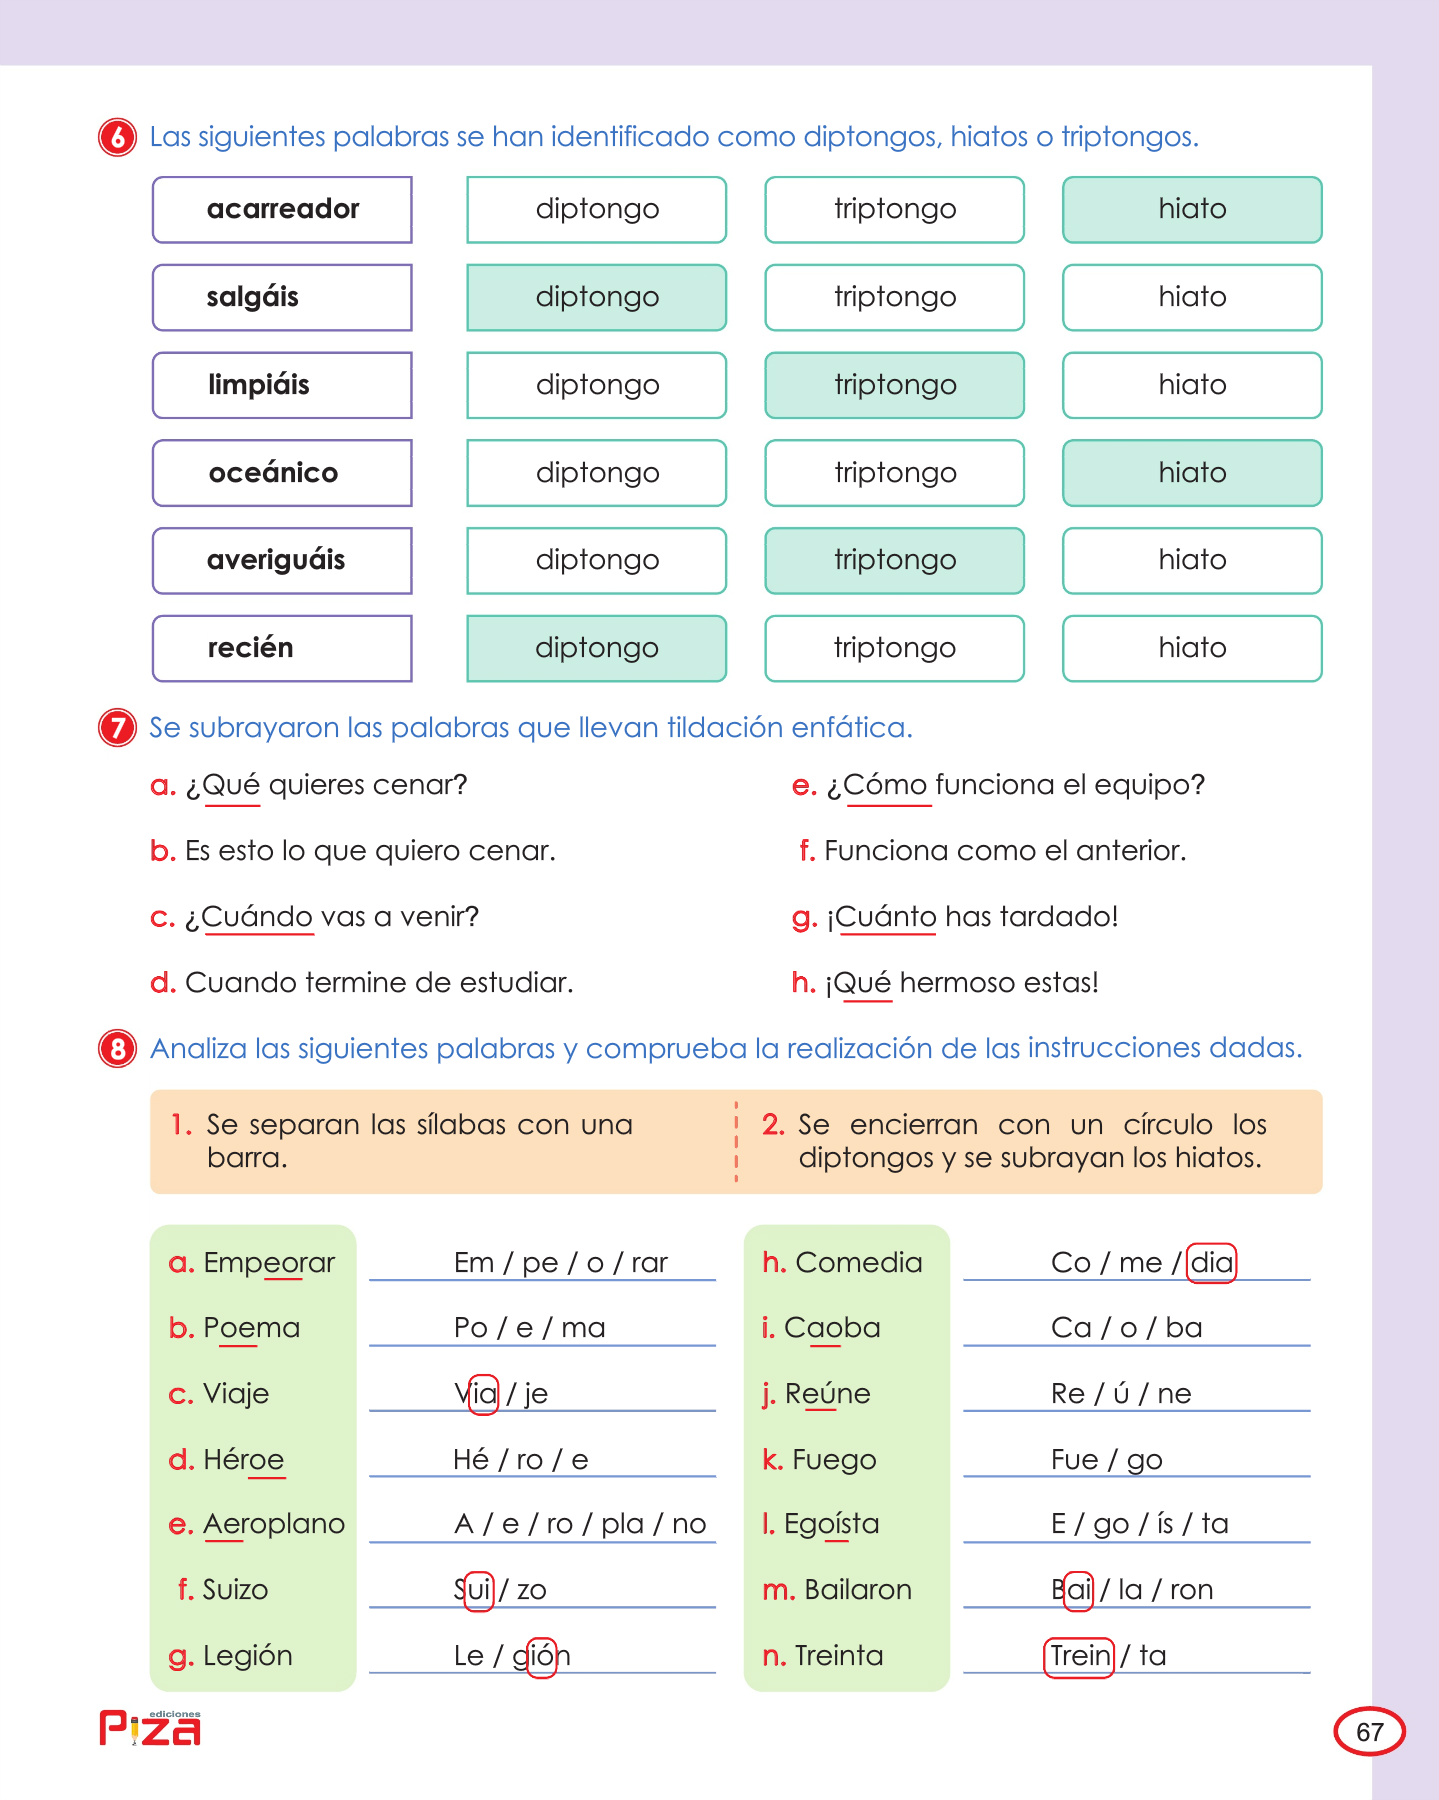 6 Las siguientes palabras se han identificado como diptongos, hiatos o triptongos.
acarreador diptongo triptongo hiato
salgáis diptongo triptongo hiato
limpiáis diptongo triptongo hiato
oceánico diptongo triptongo hiato
averiguáis diptongo triptongo hiato
recién diptongo triptongo hiato
7 Se subrayaron las palabras que llevan tildación enfática.
a. ¿Qué quieres cenar?
b. Es esto lo que quiero cenar.
c. ¿Cuándo vas a venir?
d. Cuando termine de estudiar.
e. ¿Cómo funciona el equipo?
f. Funciona como el anterior.
g. ¡Cuánto has tardado!
h. ¡Qué hermoso estas!
8 Analiza las siguientes palabras y comprueba la realización de las instrucciones dadas.
1. Se separan las sílabas con una
barra.
2. Se encierran con un círculo los
diptongos y se subrayan los hiatos.
a. Empeorar Em / pe / o / rar
b. Poema Po / e / ma
c. Viaje Via / je
d. Héroe Hé / ro / e
e. Aeroplano A / e / ro / pla / no
f. Suizo Sui / zo
g. Legión Le / gión
h. Comedia Co / me / dia
i. Caoba Ca / o / ba
j. Reúne Re / ú / ne
k. Fuego Fue / go
l. Egoísta E / go / ís / ta
m. Bailaron Bai / la / ron
n. Treinta Trein / ta
ediciones
Piza
67